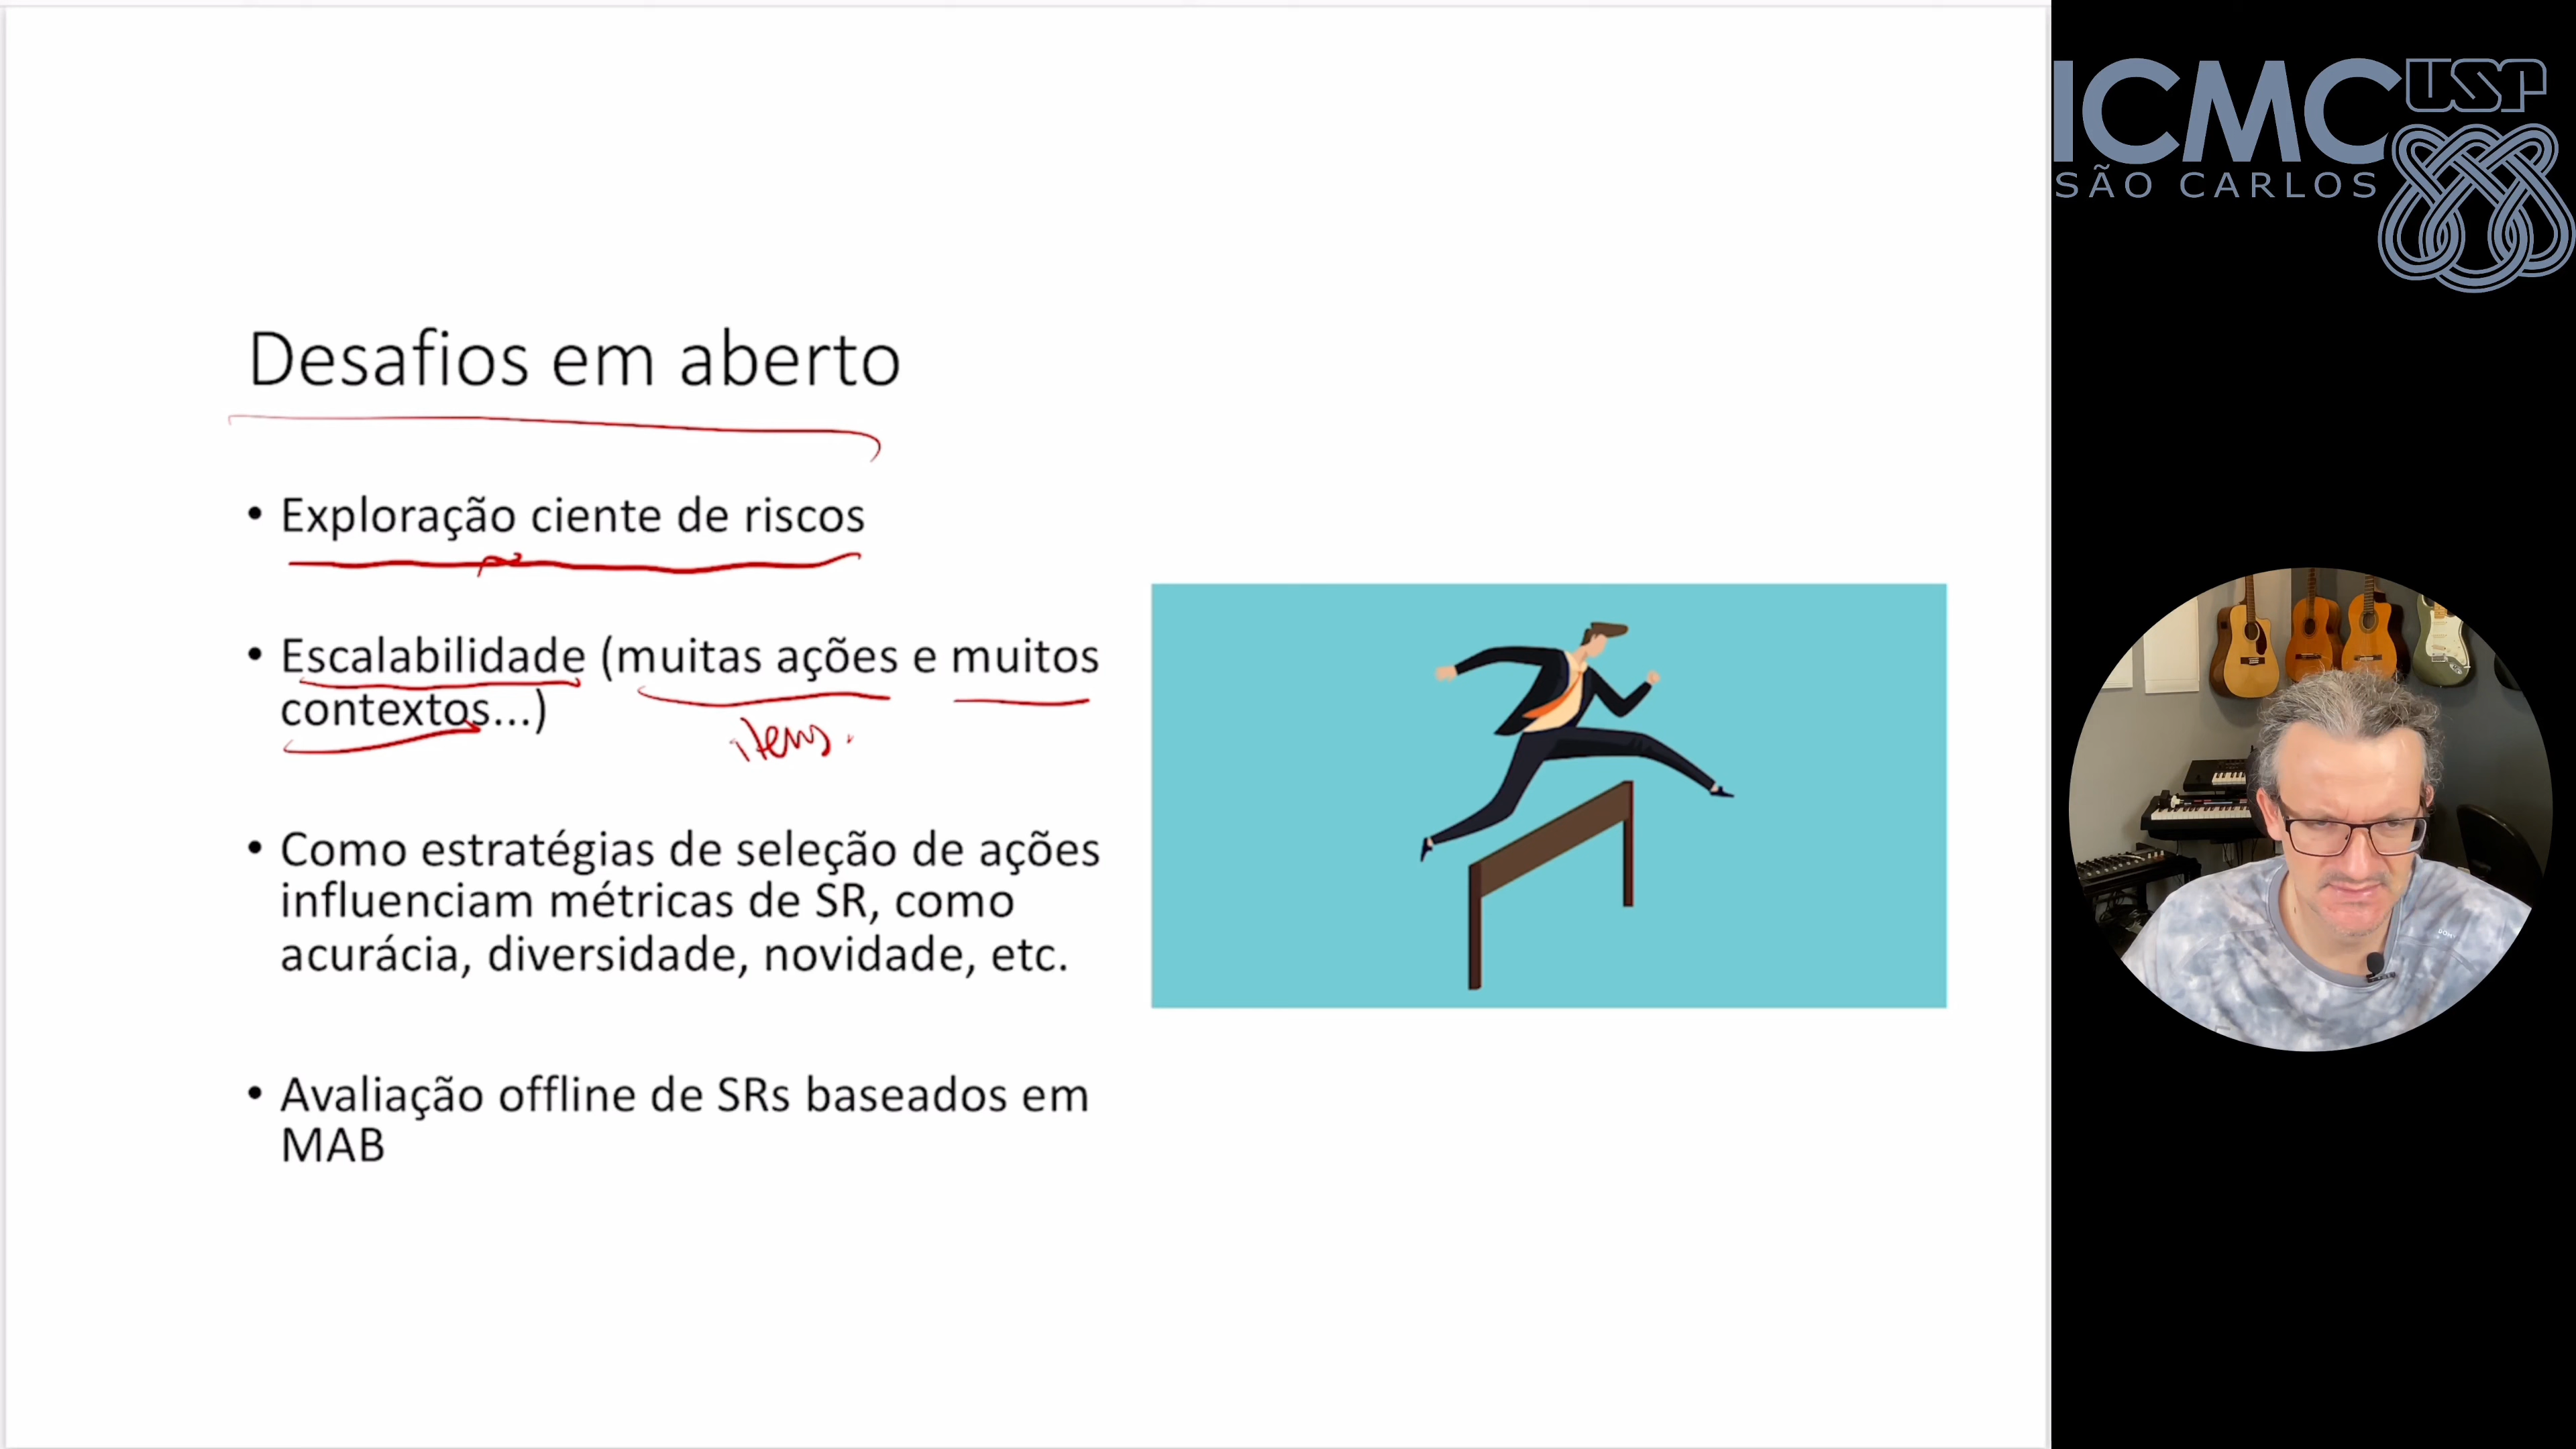 Desafios em aberto
• Exploração ciente de riscos
• Escalabilidade (muitas ações e muitos
contextos...)
itens.
• Como estratégias de seleção de ações
influenciam métricas de SR, como
acurácia, diversidade, novidade, etc.
• Avaliação offline de SRs baseados em
MAB
ICMC USP
SÃO CARLOS